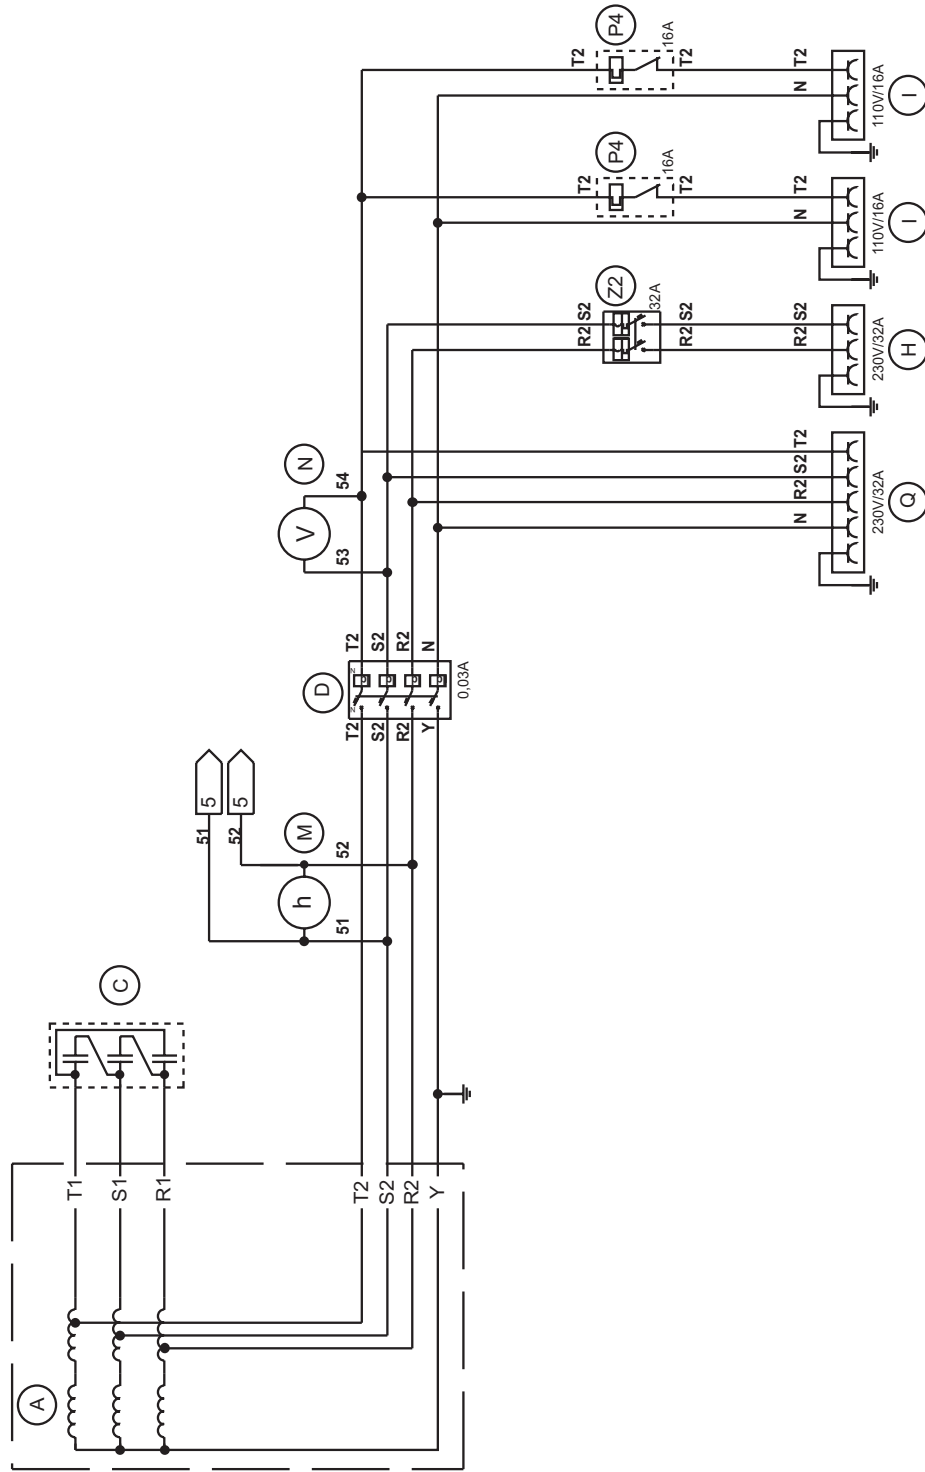 A
T1
S1
C
R1
51 5
52 5
h M D V N
51 52 53 54
N N
T2 T2 T2
S2 S2 S2
R2 R2 R2
Y Y N
0,03A
R2 S2 T2 T2
Z2 P4 P4
32A 16A 16A
R2 S2 T2 T2
N R2 S2 T2 R2 S2 N T2 N T2
230V/32A 230V/32A 110V/16A 110V/16A
Q H I I